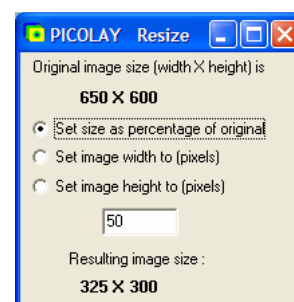 PICOLAY Resize
Original image size (width X height) is
650 X 600
Set size as percentage of original
Set image width to (pixels)
Set image height to (pixels)
50
Resulting image size :
325 X 300